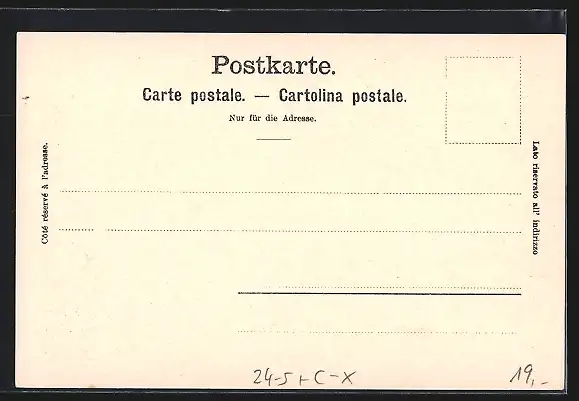 Postkarte.
Carte postale. — Cartolina postale.
Nur für die Adresse.
Côté réservé à l'adresse.
Lato riservato all' indirizzo
24-5+C-X
19,-